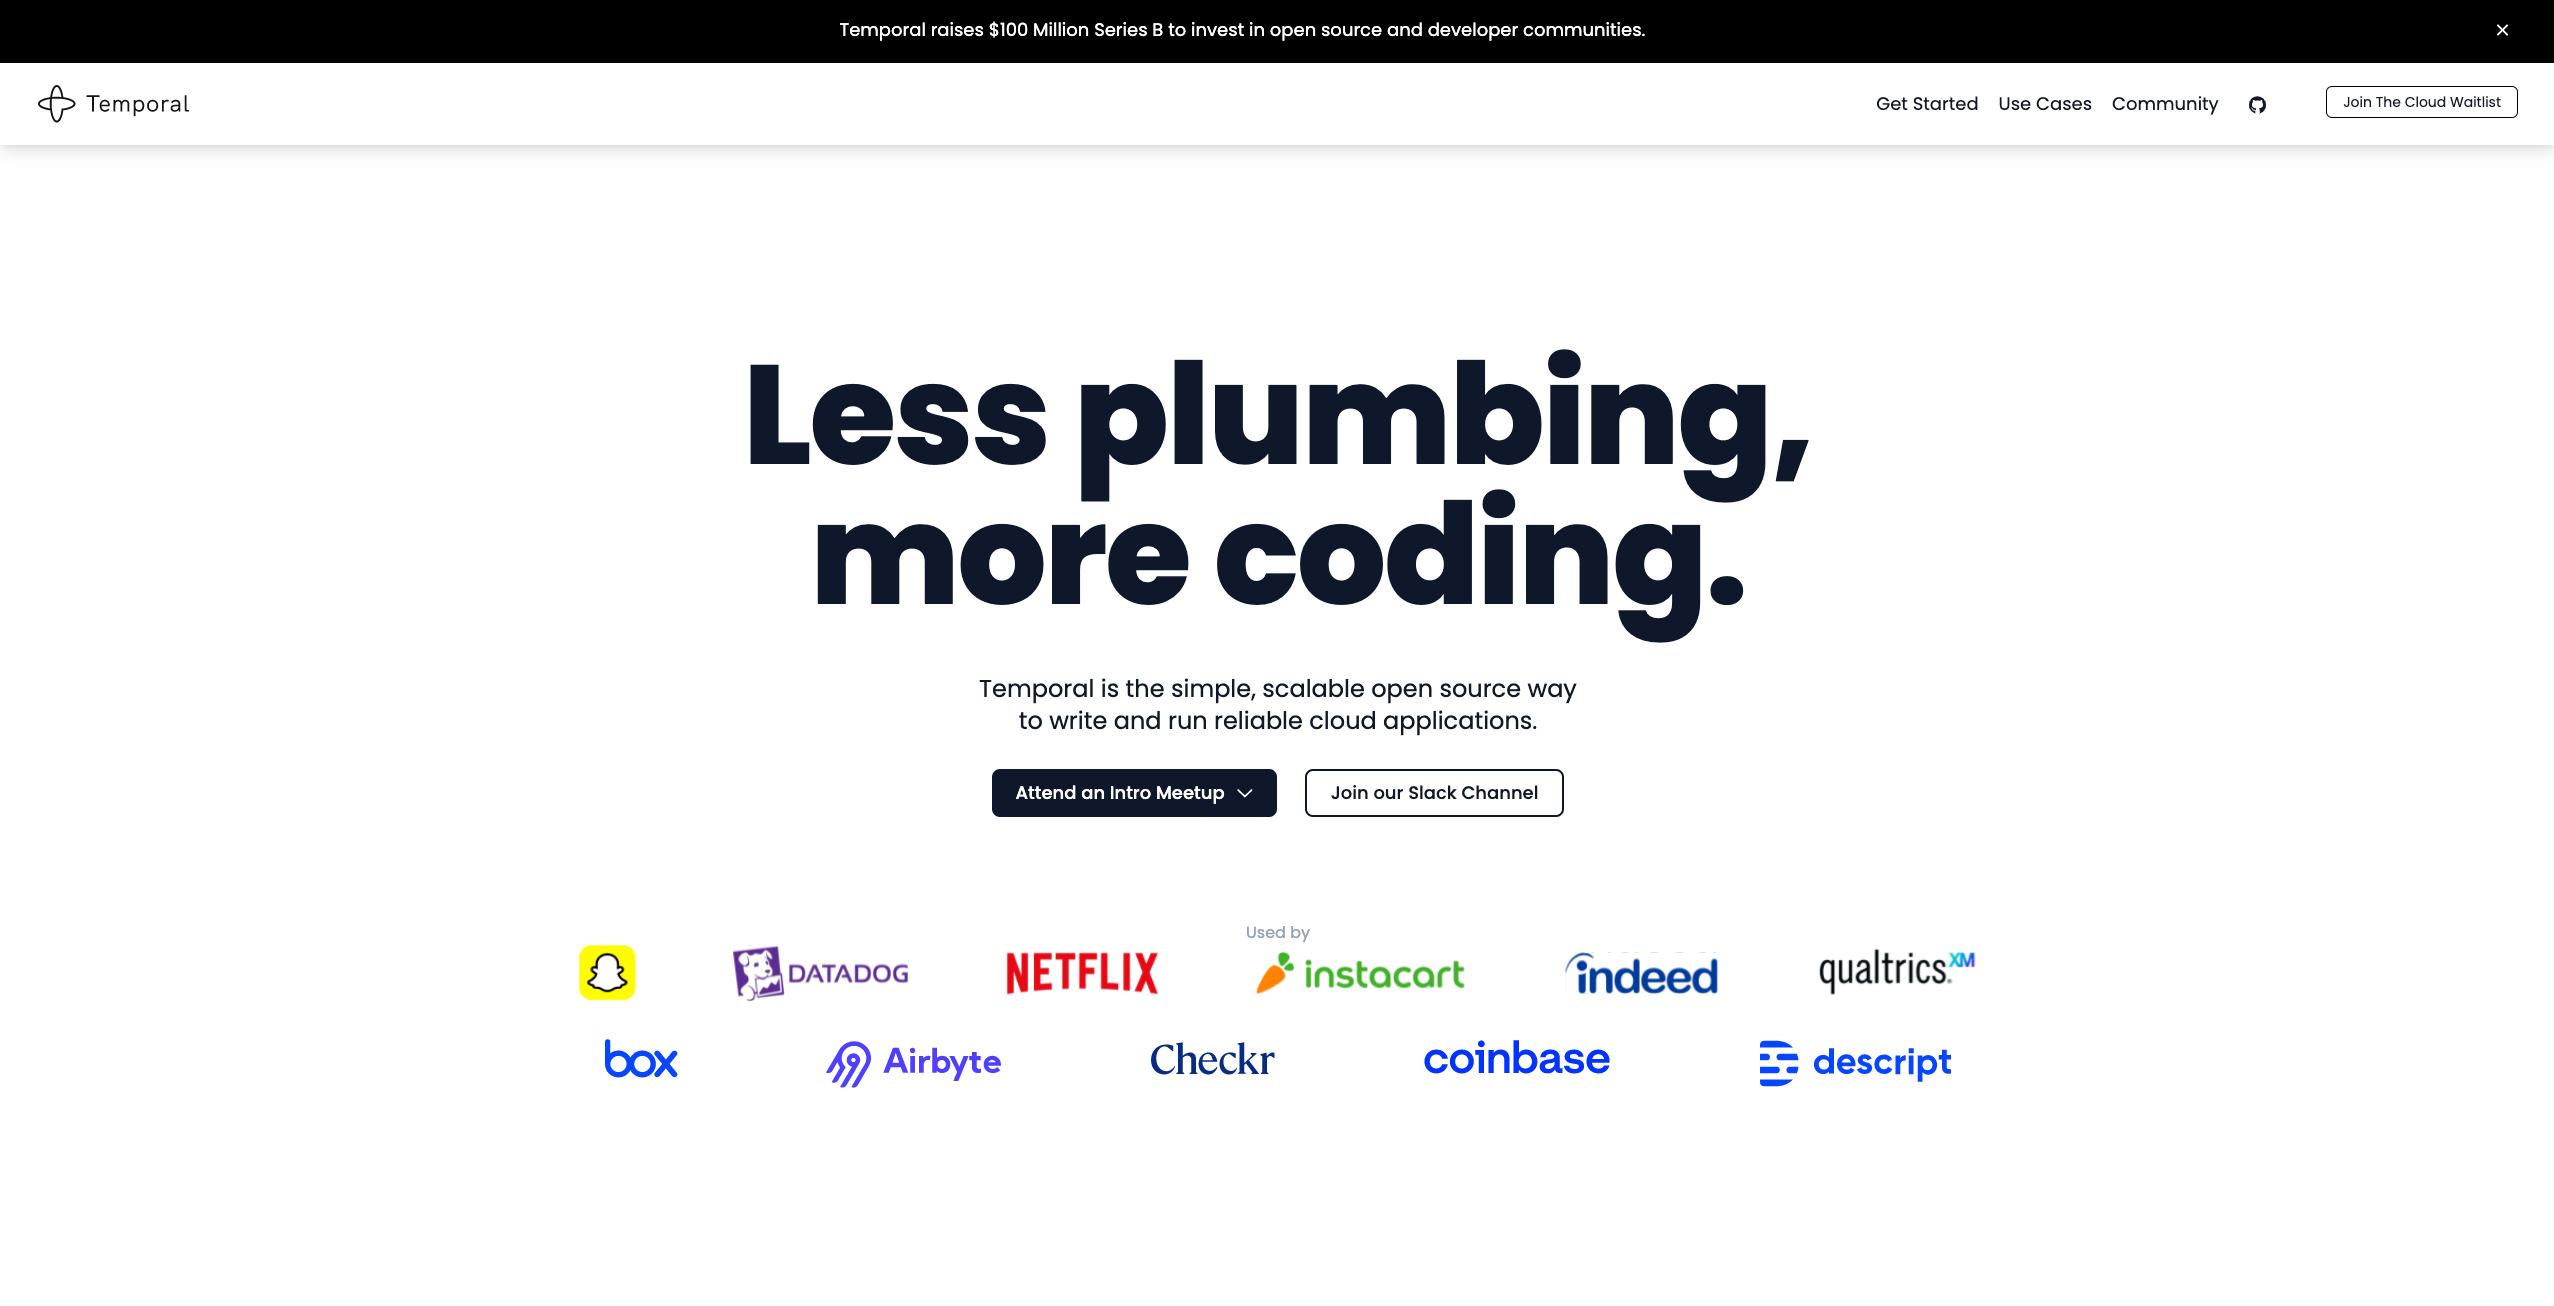 Temporal raises $100 Million Series B to invest in open source and developer communities.
Temporal
Get Started
Use Cases
Community
Join The Cloud Waitlist
Less plumbing,
more coding.
Temporal is the simple, scalable open source way
to write and run reliable cloud applications.
Attend an Intro Meetup
Join our Slack Channel
Used by
DATADOG
NETFLIX
instacart
indeed
qualtrics.XM
box
Airbyte
Checkr
coinbase
descript